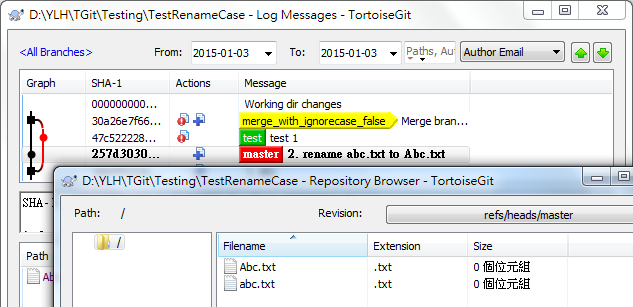 D:\YLH\TGit\Testing\TestRenameCase - Log Messages - TortoiseGit
<All Branches> From: 2015-01-03 To: 2015-01-03 Paths, Au Author Email
Graph SHA-1 Actions Message
000000000... Working dir changes
30a26e7f66... merge_with_ignorecase_false Merge bran...
47c522228... test test 1
257d3030... master 2. rename abc.txt to Abc.txt
SHA-
Path
Ab
D:\YLH\TGit\Testing\TestRenameCase - Repository Browser - TortoiseGit
Path: / Revision: refs/heads/master
/
Filename Extension Size
Abc.txt .txt 0 個位元組
abc.txt .txt 0 個位元組